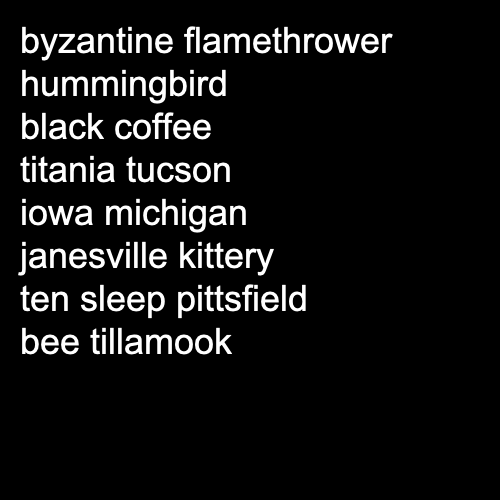 byzantine flamethrower
hummingbird
black coffee
titania tucson
iowa michigan
janesville kittery
ten sleep pittsfield
bee tillamook